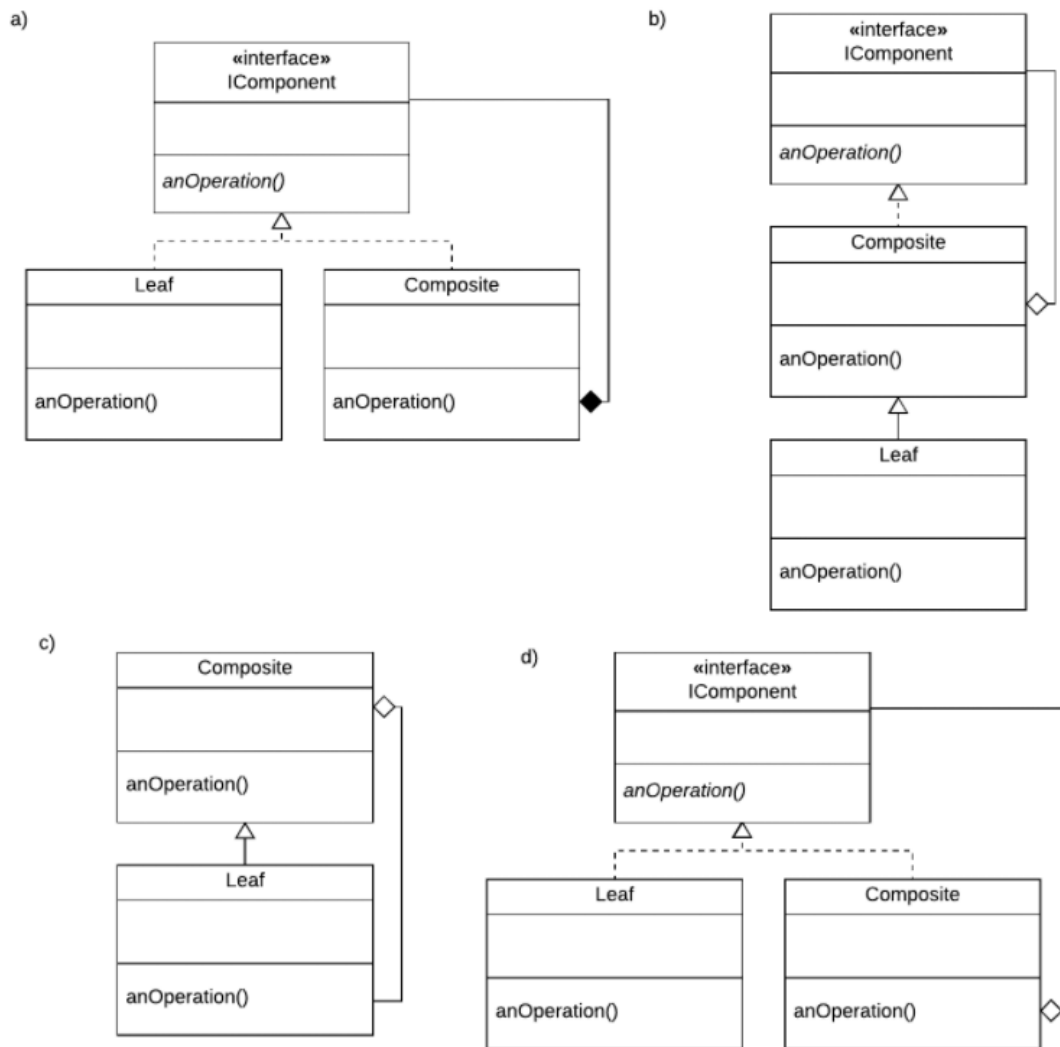 a)
«interface»
IComponent
anOperation()
Leaf
Composite
anOperation()
anOperation()
b)
«interface»
IComponent
anOperation()
Composite
anOperation()
Leaf
anOperation()
c)
Composite
anOperation()
Leaf
anOperation()
d)
«interface»
IComponent
anOperation()
Leaf
Composite
anOperation()
anOperation()